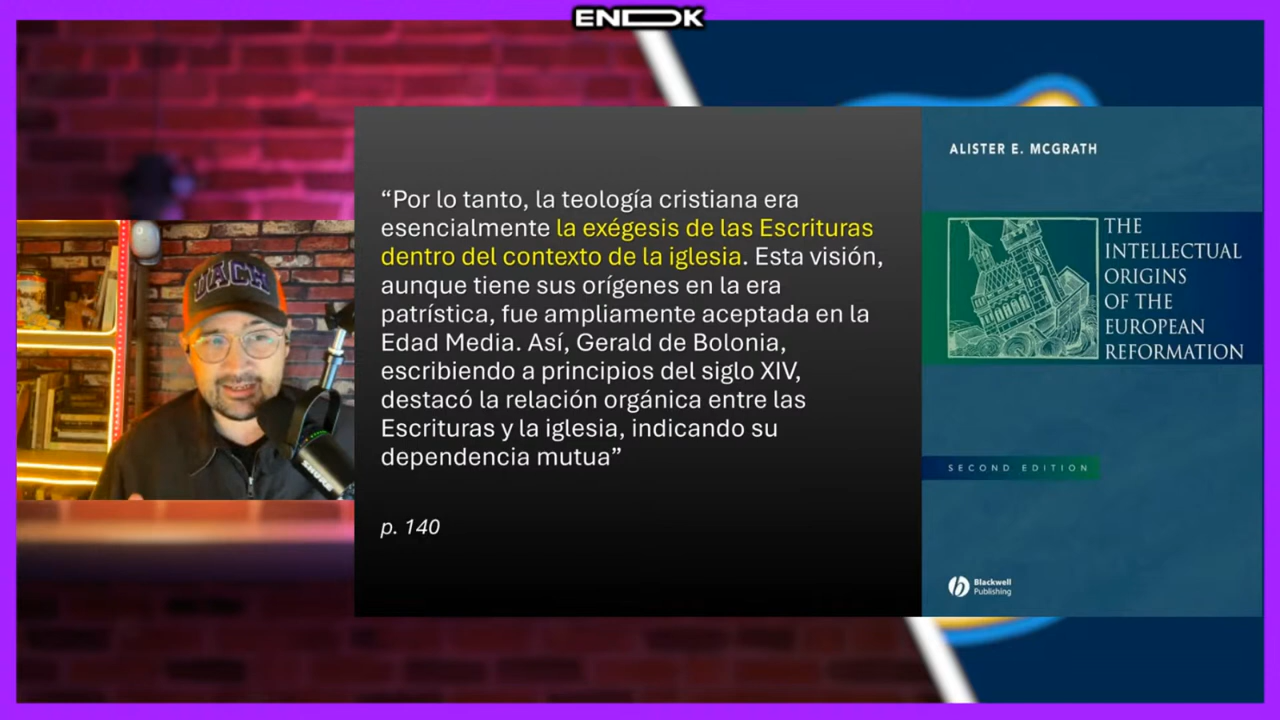 ENDOK
UACH
“Por lo tanto, la teología cristiana era
esencialmente la exégesis de las Escrituras
dentro del contexto de la iglesia. Esta visión,
aunque tiene sus orígenes en la era
patrística, fue ampliamente aceptada en la
Edad Media. Así, Gerald de Bolonia,
escribiendo a principios del siglo XIV,
destacó la relación orgánica entre las
Escrituras y la iglesia, indicando su
dependencia mutua”
p. 140
ALISTER E. MCGRATH
THE
INTELLECTUAL
ORIGINS
OF THE
EUROPEAN
REFORMATION
SECOND EDITION
b Blackwell
Publishing